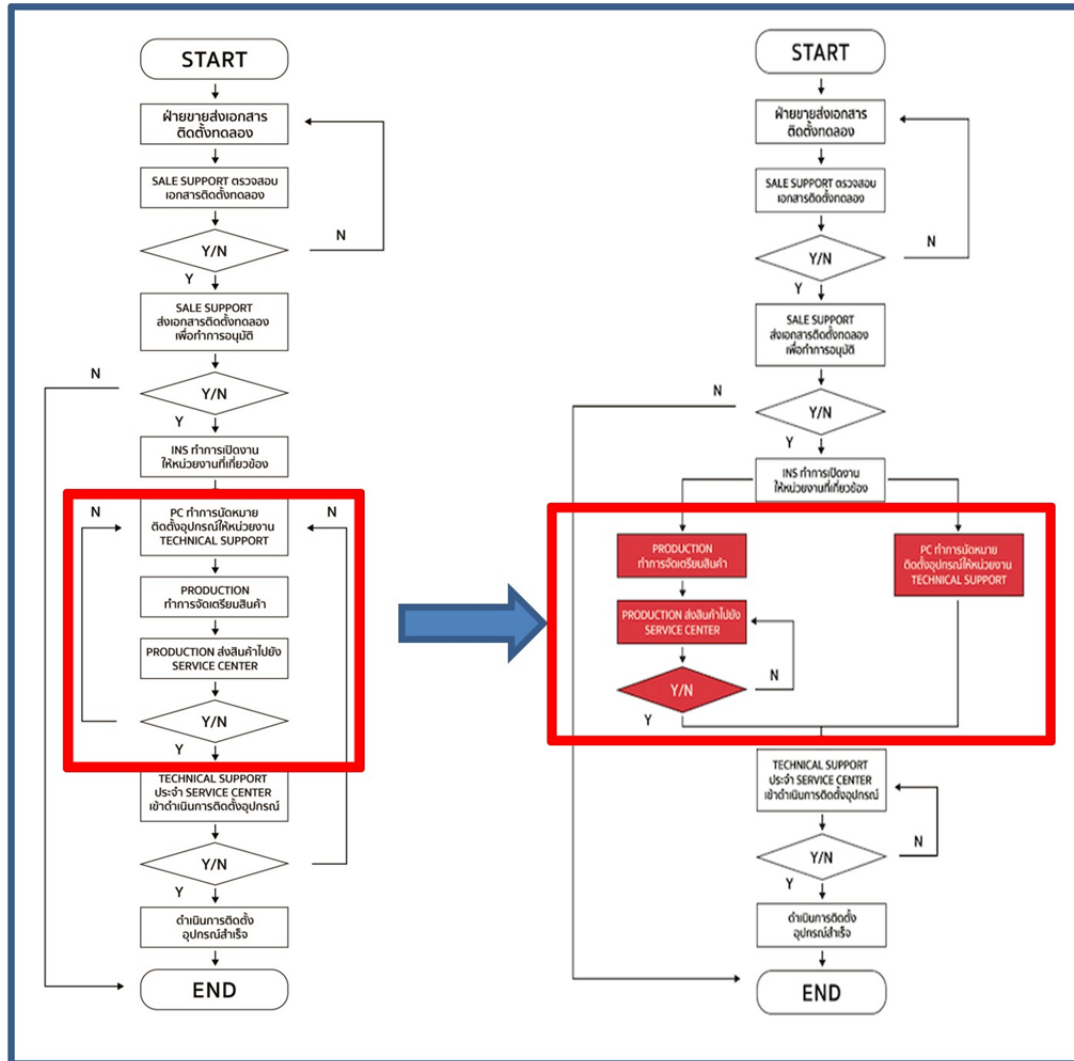 START
ฝ่ายขายส่งเอกสาร
ติดตั้งทดลอง
SALE SUPPORT ตรวจสอบ
เอกสารติดตั้งทดลอง
Y/N
N
Y
SALE SUPPORT
ส่งเอกสารติดตั้งทดลอง
เพื่อทำการอนุมัติ
N
Y/N
Y
INS ทำการเปิดงาน
ให้หน่วยงานที่เกี่ยวข้อง
N
PC ทำการนัดหมาย
ติดตั้งอุปกรณ์ให้หน่วยงาน
TECHNICAL SUPPORT
N
PRODUCTION
ทำการจัดเตรียมสินค้า
PRODUCTION ส่งสินค้าไปยัง
SERVICE CENTER
Y/N
Y
TECHNICAL SUPPORT
ประจำ SERVICE CENTER
เข้าดำเนินการติดตั้งอุปกรณ์
Y/N
Y
ดำเนินการติดตั้ง
อุปกรณ์สำเร็จ
END
START
ฝ่ายขายส่งเอกสาร
ติดตั้งทดลอง
SALE SUPPORT ตรวจสอบ
เอกสารติดตั้งทดลอง
N
Y/N
Y
SALE SUPPORT
ส่งเอกสารติดตั้งทดลอง
เพื่อทำการอนุมัติ
N
Y/N
Y
INS ทำการเปิดงาน
ให้หน่วยงานที่เกี่ยวข้อง
PRODUCTION
ทำการจัดเตรียมสินค้า
PC ทำการนัดหมาย
ติดตั้งอุปกรณ์ให้หน่วยงาน
TECHNICAL SUPPORT
PRODUCTION ส่งสินค้าไปยัง
SERVICE CENTER
Y/N
N
Y
TECHNICAL SUPPORT
ประจำ SERVICE CENTER
เข้าดำเนินการติดตั้งอุปกรณ์
N
Y/N
Y
ดำเนินการติดตั้ง
อุปกรณ์สำเร็จ
END